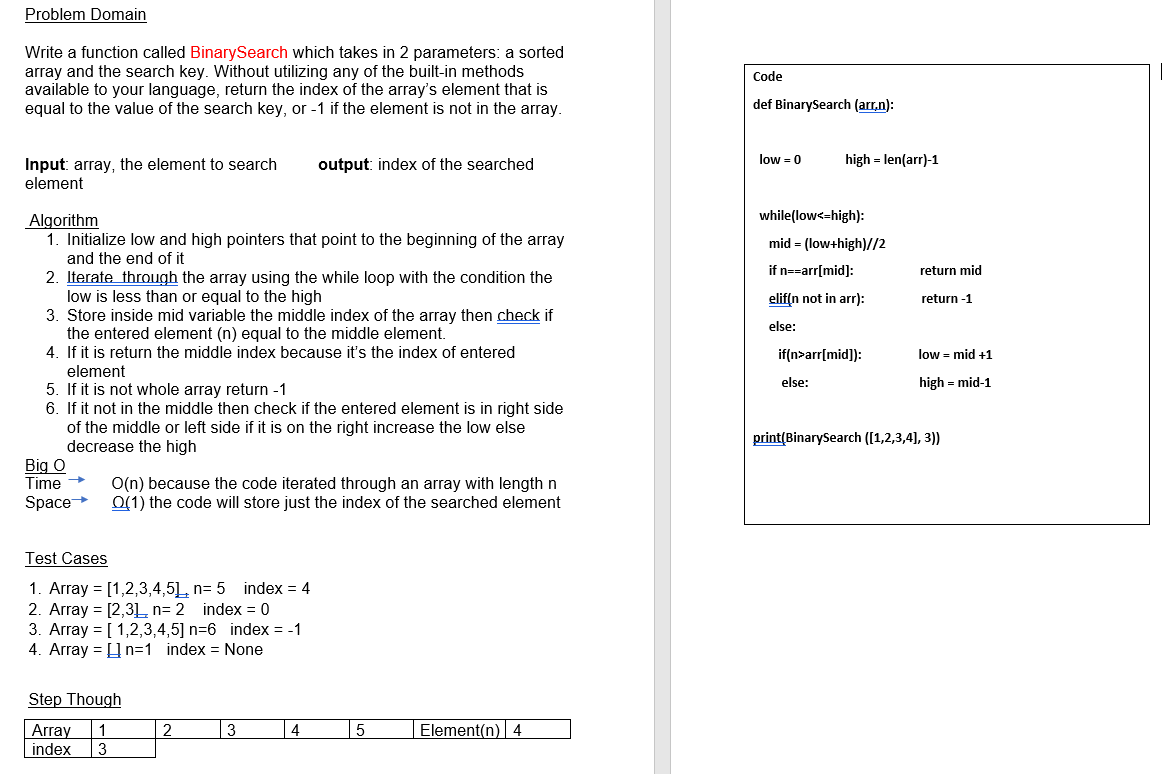 Problem Domain
Write a function called BinarySearch which takes in 2 parameters: a sorted
array and the search key. Without utilizing any of the built-in methods
available to your language, return the index of the array's element that is
equal to the value of the search key, or -1 if the element is not in the array.
Input: array, the element to search output: index of the searched
element
Algorithm
1. Initialize low and high pointers that point to the beginning of the array
and the end of it
2. Iterate through the array using the while loop with the condition the
low is less than or equal to the high
3. Store inside mid variable the middle index of the array then check if
the entered element (n) equal to the middle element.
4. If it is return the middle index because it's the index of entered
element
5. If it is not whole array return -1
6. If it not in the middle then check if the entered element is in right side
of the middle or left side if it is on the right increase the low else
decrease the high
Big O
Time O(n) because the code iterated through an array with length n
Space O(1) the code will store just the index of the searched element
Test Cases
1. Array = [1,2,3,4,5] , n= 5 index = 4
2. Array = [2,3] , n= 2 index = 0
3. Array = [ 1,2,3,4,5] n=6 index = -1
4. Array = [ ] n=1 index = None
Step Though
Array 1 2 3 4 5 Element(n) 4
index 3
Code
def BinarySearch (arr,n):
low = 0 high = len(arr)-1
while(low<=high):
mid = (low+high)//2
if n==arr[mid]: return mid
elif(n not in arr): return -1
else:
if(n>arr[mid]): low = mid +1
else: high = mid-1
print(BinarySearch ([1,2,3,4], 3))